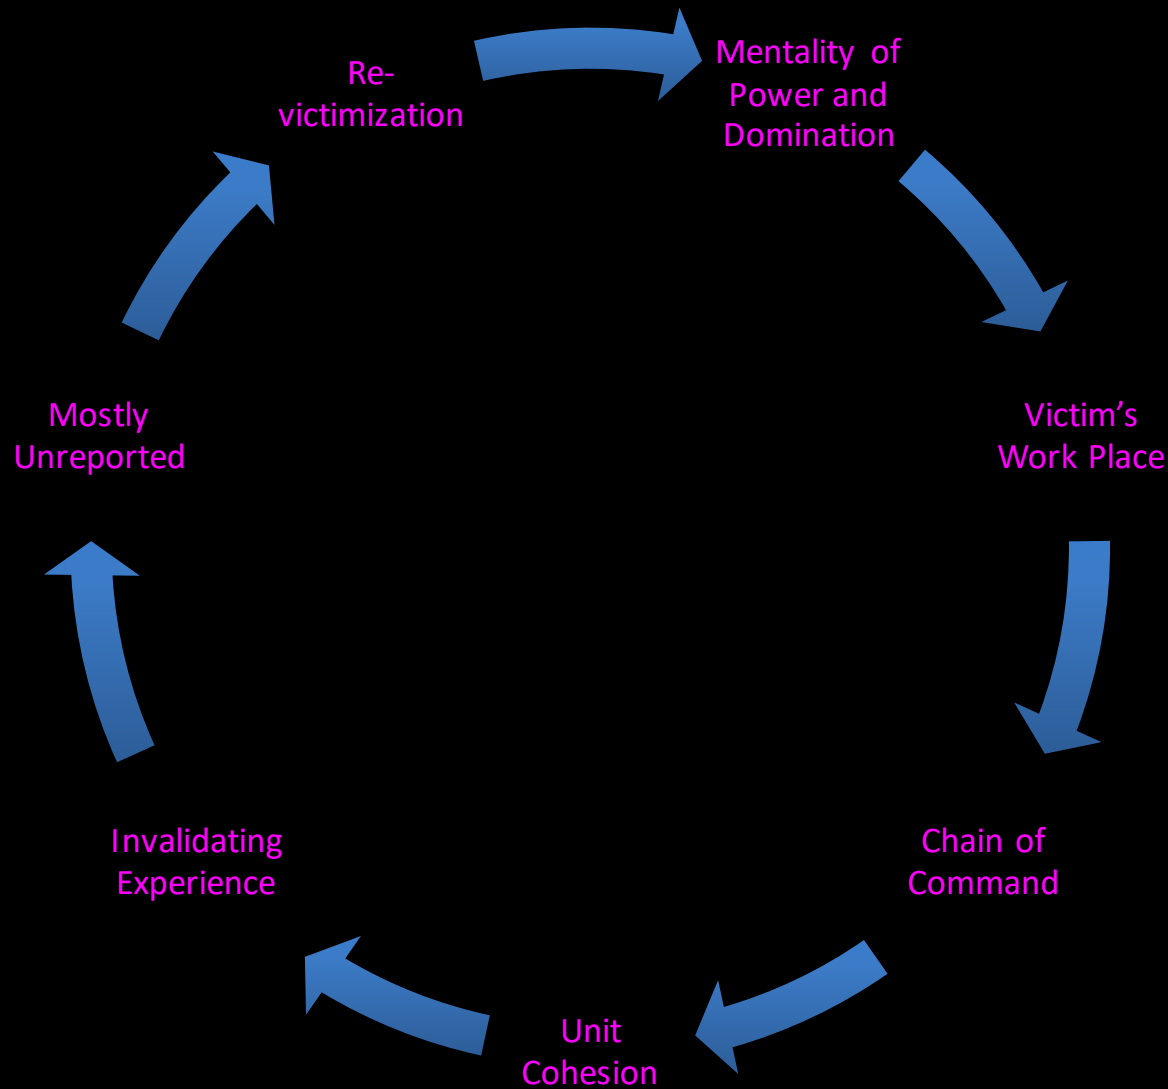 Re-
victimization
Mentality of
Power and
Domination
Victim’s
Work Place
Chain of
Command
Unit
Cohesion
Invalidating
Experience
Mostly
Unreported